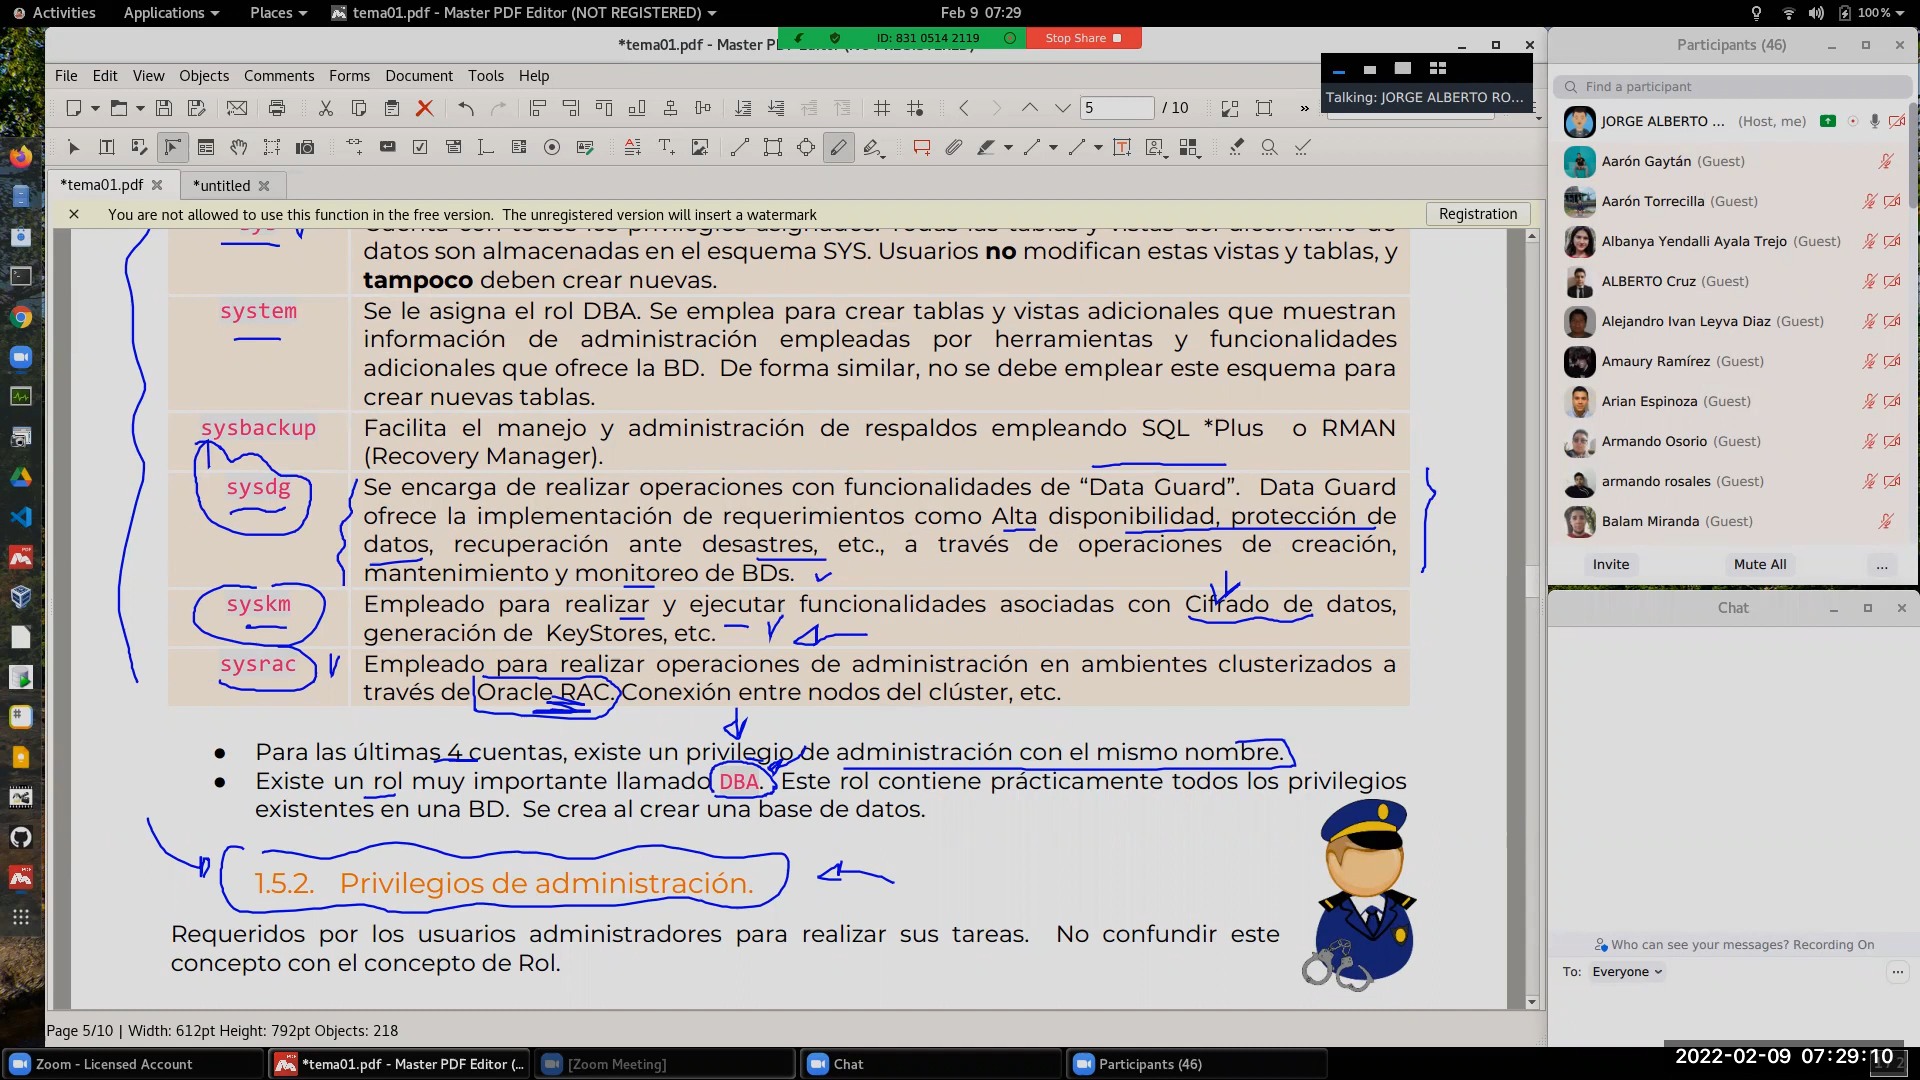 Activities Applications Places tema01.pdf - Master PDF Editor (NOT REGISTERED) Feb 9 07:29 100%
*tema01.pdf - Master PDF Editor (NOT REGISTERED)
ID: 831 0514 2119 Stop Share
Talking: JORGE ALBERTO RO...
File Edit View Objects Comments Forms Document Tools Help
5 / 10 »
*tema01.pdf *untitled
You are not allowed to use this function in the free version. The unregistered version will insert a watermark Registration
sys
datos son almacenadas en el esquema SYS. Usuarios no modifican estas vistas y tablas, y
tampoco deben crear nuevas.
system Se le asigna el rol DBA. Se emplea para crear tablas y vistas adicionales que muestran
información de administración empleadas por herramientas y funcionalidades
adicionales que ofrece la BD. De forma similar, no se debe emplear este esquema para
crear nuevas tablas.
sysbackup Facilita el manejo y administración de respaldos empleando SQL *Plus o RMAN
(Recovery Manager).
sysdg Se encarga de realizar operaciones con funcionalidades de “Data Guard”. Data Guard
ofrece la implementación de requerimientos como Alta disponibilidad, protección de
datos, recuperación ante desastres, etc., a través de operaciones de creación,
mantenimiento y monitoreo de BDs.
syskm Empleado para realizar y ejecutar funcionalidades asociadas con Cifrado de datos,
generación de KeyStores, etc.
sysrac Empleado para realizar operaciones de administración en ambientes clusterizados a
través de Oracle RAC. Conexión entre nodos del clúster, etc.
● Para las últimas 4 cuentas, existe un privilegio de administración con el mismo nombre.
● Existe un rol muy importante llamado DBA. Este rol contiene prácticamente todos los privilegios
existentes en una BD. Se crea al crear una base de datos.
1.5.2. Privilegios de administración.
Requeridos por los usuarios administradores para realizar sus tareas. No confundir este
concepto con el concepto de Rol.
Page 5/10 | Width: 612pt Height: 792pt Objects: 218
Participants (46)
Find a participant
JORGE ALBERTO ... (Host, me)
Aarón Gaytán (Guest)
Aarón Torrecilla (Guest)
Albanya Yendalli Ayala Trejo (Guest)
ALBERTO Cruz (Guest)
Alejandro Ivan Leyva Diaz (Guest)
Amaury Ramírez (Guest)
Arian Espinoza (Guest)
Armando Osorio (Guest)
armando rosales (Guest)
Balam Miranda (Guest)
Invite Mute All ...
Chat
Who can see your messages? Recording On
To: Everyone
Zoom - Licensed Account *tema01.pdf - Master PDF Editor (... [Zoom Meeting] Chat Participants (46)
2022-02-09 07:29:10